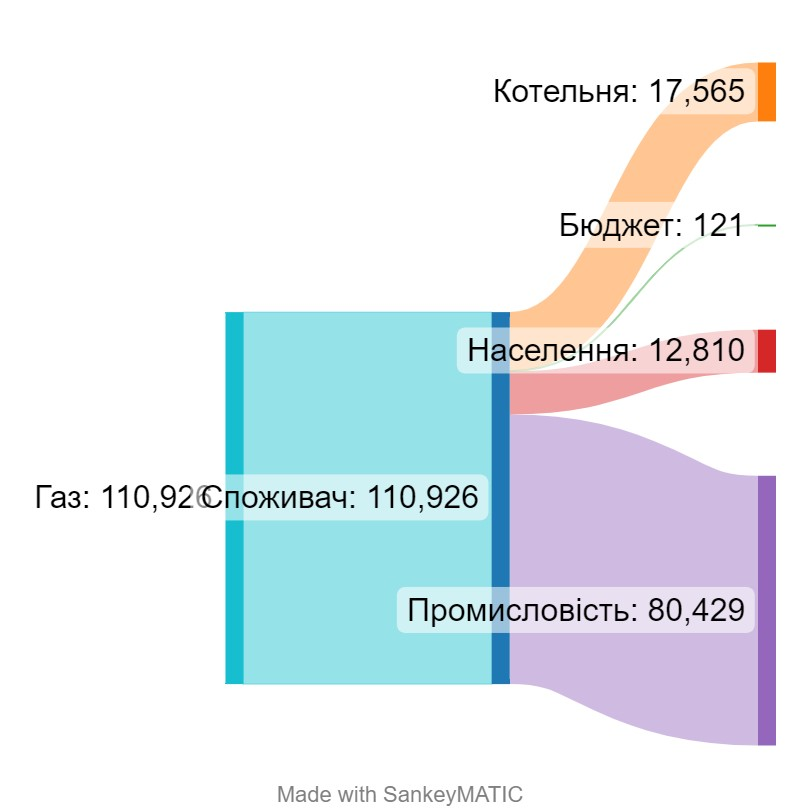 Котельня: 17,565
Бюджет: 121
Населення: 12,810
Газ: 110,926
Споживач: 110,926
Промисловість: 80,429
Made with SankeyMATIC